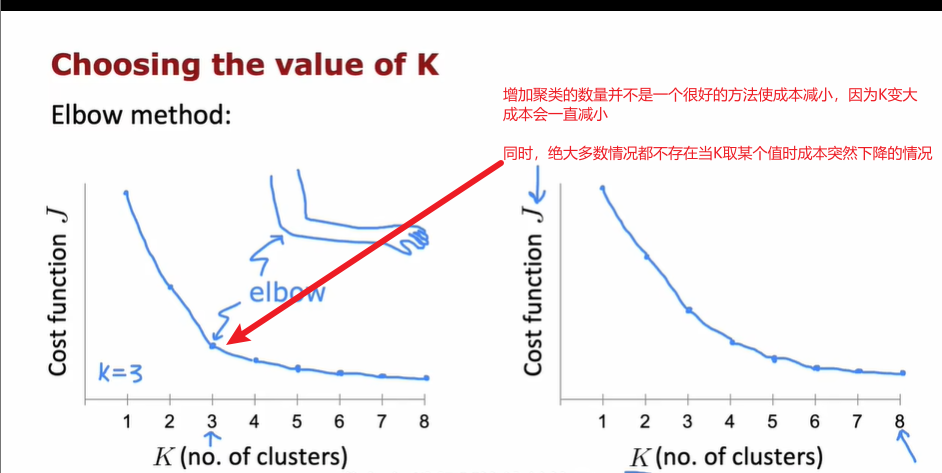 Choosing the value of K
Elbow method:
增加聚类的数量并不是一个很好的方法使成本减小，因为K变大
成本会一直减小
同时，绝大多数情况都不存在当K取某个值时成本突然下降的情况
Cost function J
elbow
K=3
1 2 3 4 5 6 7 8
K (no. of clusters)
Cost function J
1 2 3 4 5 6 7 8
K (no. of clusters)